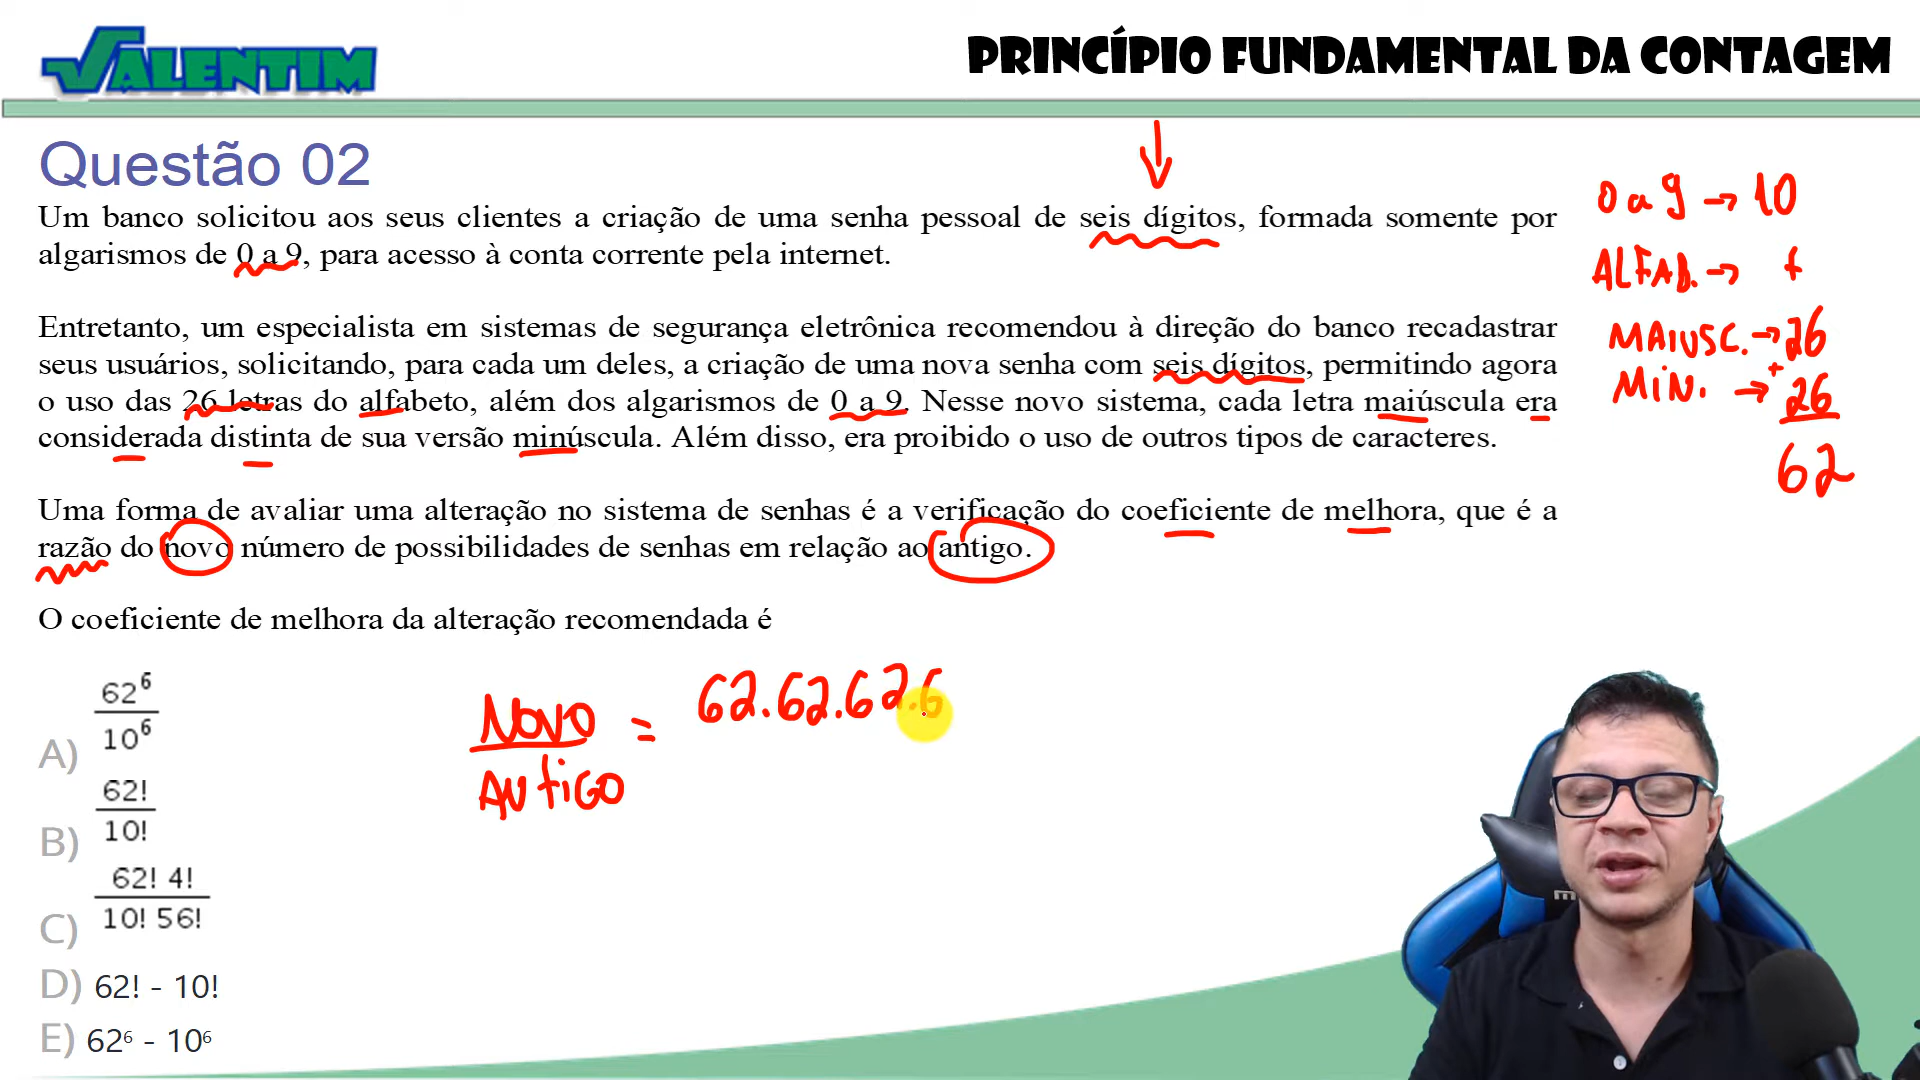 VALENTIM
PRINCÍPIO FUNDAMENTAL DA CONTAGEM
Questão 02
Um banco solicitou aos seus clientes a criação de uma senha pessoal de seis dígitos, formada somente por
algarismos de 0 a 9, para acesso à conta corrente pela internet.
Entretanto, um especialista em sistemas de segurança eletrônica recomendou à direção do banco recadastrar
seus usuários, solicitando, para cada um deles, a criação de uma nova senha com seis dígitos, permitindo agora
o uso das 26 letras do alfabeto, além dos algarismos de 0 a 9. Nesse novo sistema, cada letra maiúscula era
considerada distinta de sua versão minúscula. Além disso, era proibido o uso de outros tipos de caracteres.
Uma forma de avaliar uma alteração no sistema de senhas é a verificação do coeficiente de melhora, que é a
razão do novo número de possibilidades de senhas em relação ao antigo.
O coeficiente de melhora da alteração recomendada é
A) 62⁶
10⁶
B) 62!
10!
C) 62! 4!
10! 56!
D) 62! - 10!
E) 62⁶ - 10⁶
0 a 9 → 10
ALFAB. → +
MAIUSC. → 26
MIN. → + 26
62
NOVO = 62.62.62.6
ANTIGO